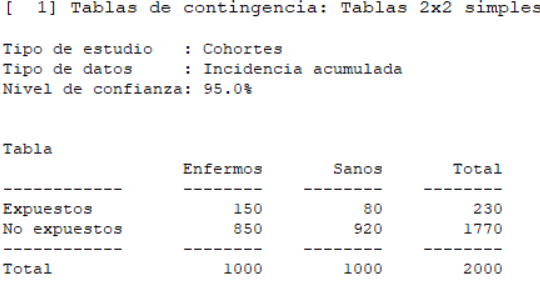 [  1] Tablas de contingencia: Tablas 2x2 simples
Tipo de estudio   : Cohortes
Tipo de datos     : Incidencia acumulada
Nivel de confianza: 95.0%
Tabla
                  Enfermos      Sanos       Total
------------      --------    --------    --------
Expuestos              150          80         230
No expuestos           850         920        1770
------------      --------    --------    --------
Total                 1000        1000        2000